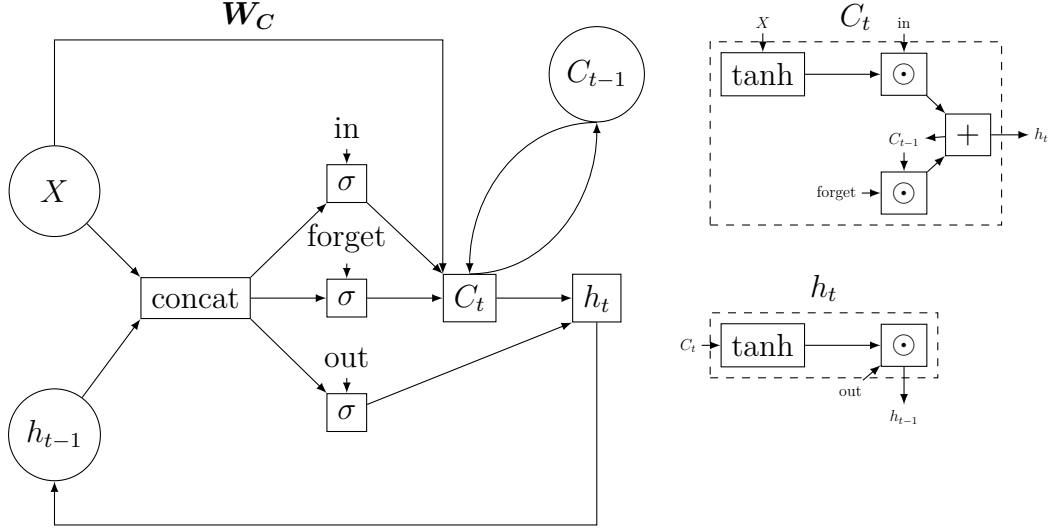 W_C
X
h_{t-1}
concat
in
σ
forget
σ
out
σ
C_{t-1}
C_t
h_t
C_t
X
in
tanh
⊙
+
h_t
C_{t-1}
forget
⊙
h_t
C_t
tanh
⊙
out
h_{t-1}